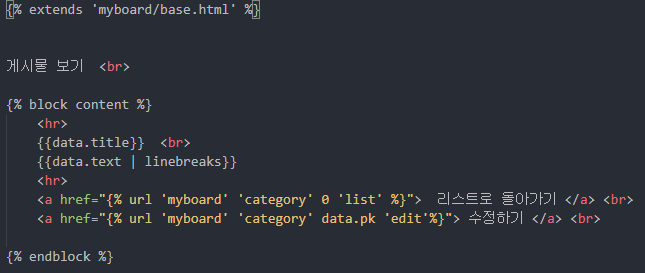 {% extends 'myboard/base.html' %}
게시물 보기  <br>
{% block content %}
<hr>
{{data.title}}  <br>
{{data.text | linebreaks}}
<hr>
<a href="{% url 'myboard' 'category' 0 'list' %}">  리스트로 돌아가기 </a> <br>
<a href="{% url 'myboard' 'category' data.pk 'edit'%}"> 수정하기 </a> <br>
{% endblock %}